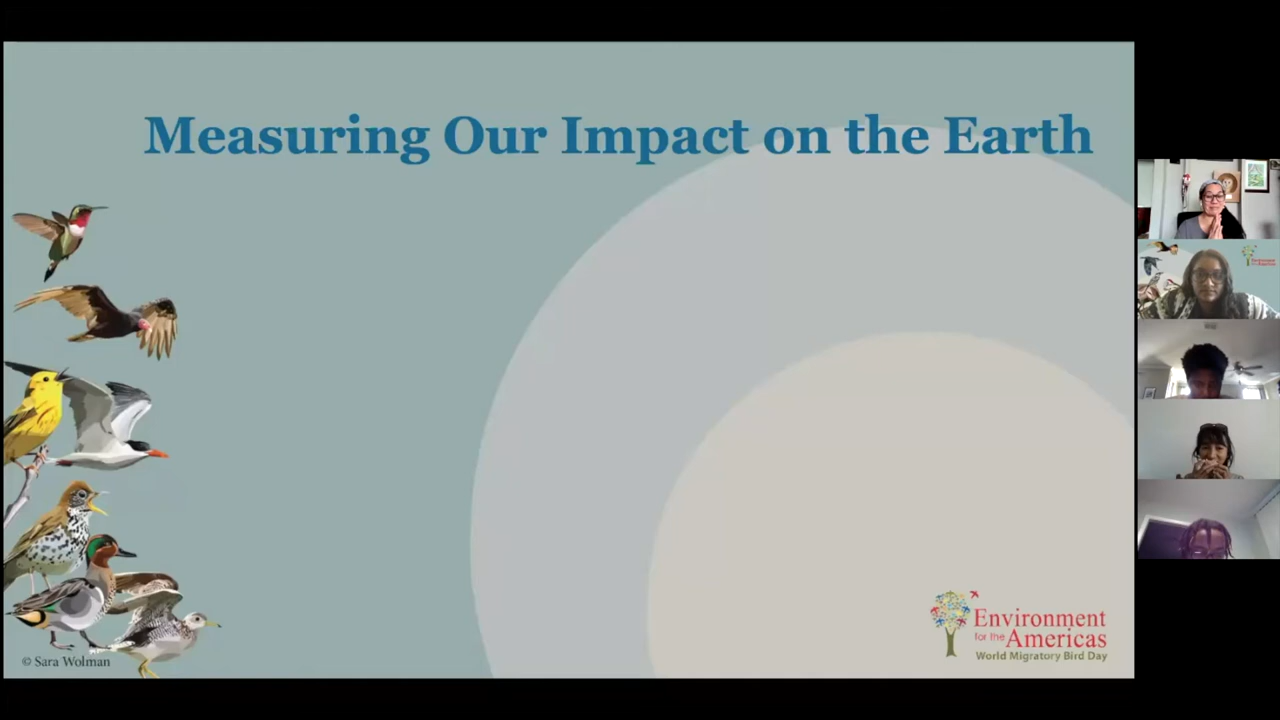 Measuring Our Impact on the Earth
Environment
for the Americas
World Migratory Bird Day
© Sara Wolman